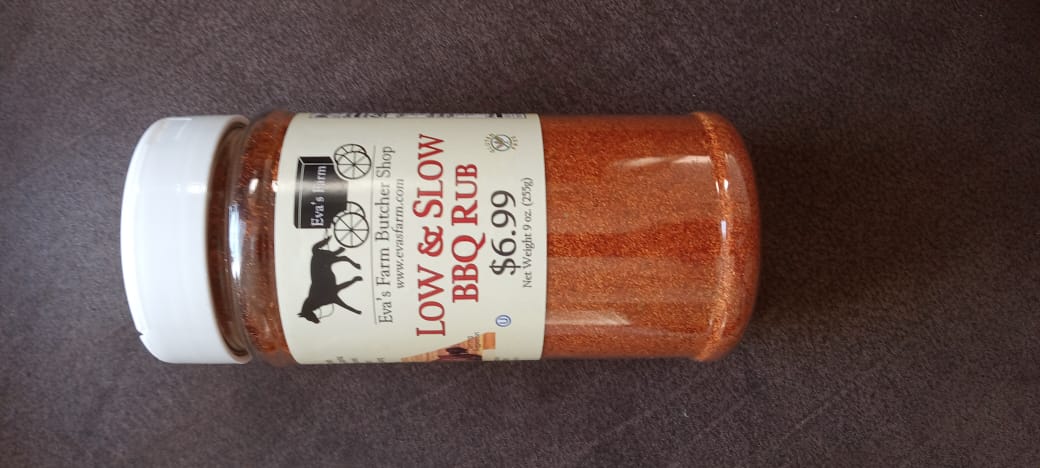 Eva's Farm
Eva's Farm Butcher Shop
www.evasfarm.com
LOW & SLOW
BBQ RUB
$6.99
Net Weight 9 oz. (255g)
U